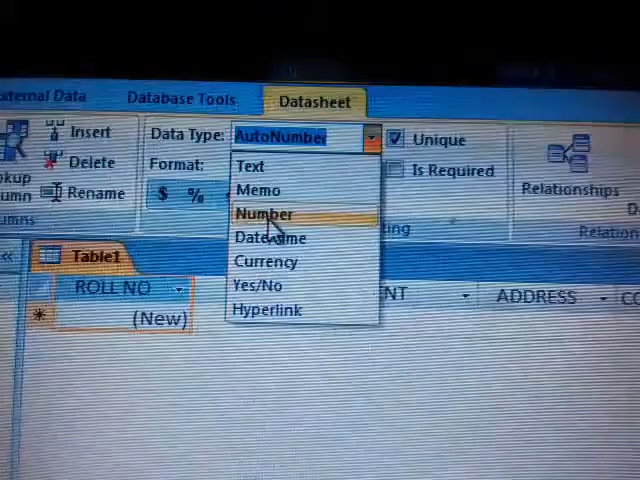 External Data Database Tools Datasheet
Insert Data Type: AutoNumber Unique
Delete Format: Is Required
Rename $ % Relationships
Text
Memo
Number
Date/Time
Currency
Yes/No
Hyperlink
Table1
ROLL NO ADDRESS
(New)